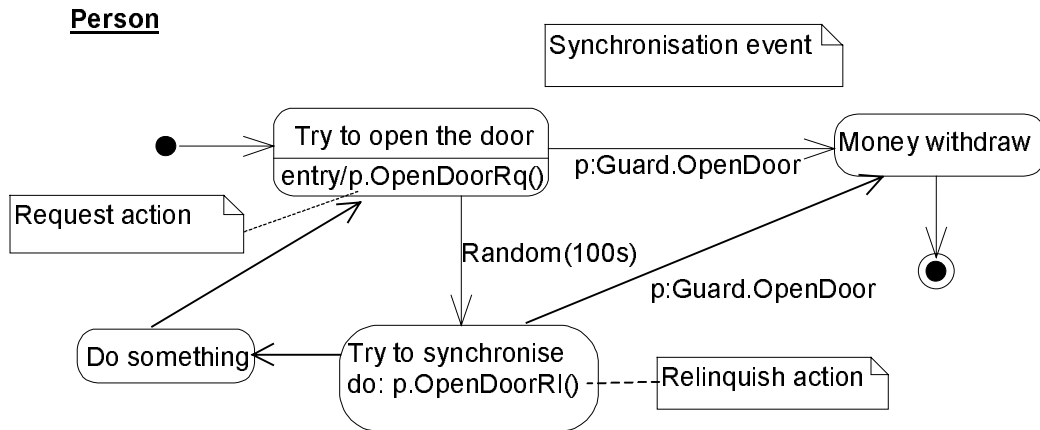 Person
Synchronisation event
Try to open the door
entry/p.OpenDoorRq()
Money withdraw
p:Guard.OpenDoor
Request action
Random(100s)
p:Guard.OpenDoor
Do something
Try to synchronise
do: p.OpenDoorRl()
Relinquish action